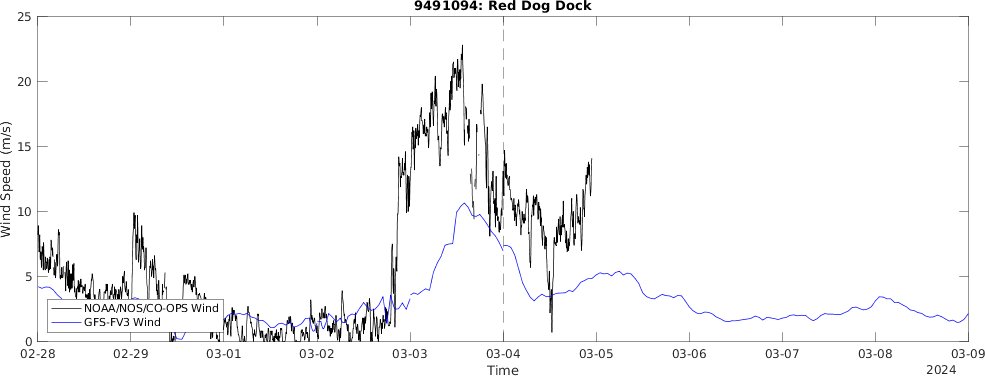 9491094: Red Dog Dock
Wind Speed (m/s)
25
20
15
10
5
0
NOAA/NOS/CO-OPS Wind
GFS-FV3 Wind
02-28 02-29 03-01 03-02 03-03 03-04 03-05 03-06 03-07 03-08 03-09
Time
2024